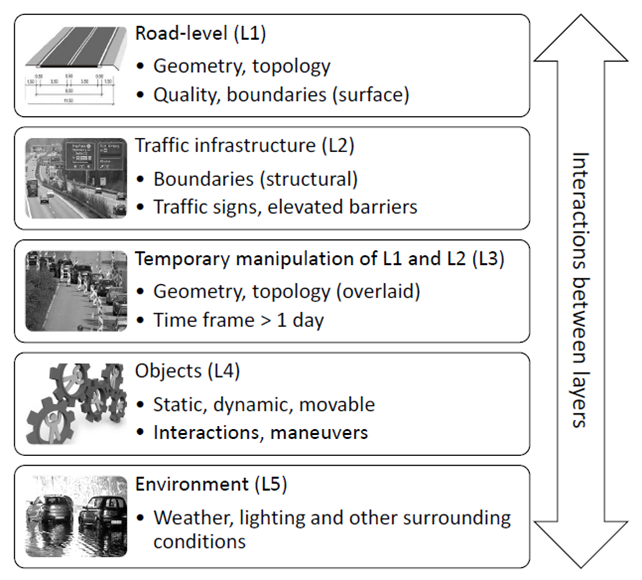 Road-level (L1)
• Geometry, topology
• Quality, boundaries (surface)
Traffic infrastructure (L2)
• Boundaries (structural)
• Traffic signs, elevated barriers
Temporary manipulation of L1 and L2 (L3)
• Geometry, topology (overlaid)
• Time frame > 1 day
Objects (L4)
• Static, dynamic, movable
• Interactions, maneuvers
Environment (L5)
• Weather, lighting and other surrounding
conditions
Interactions between layers